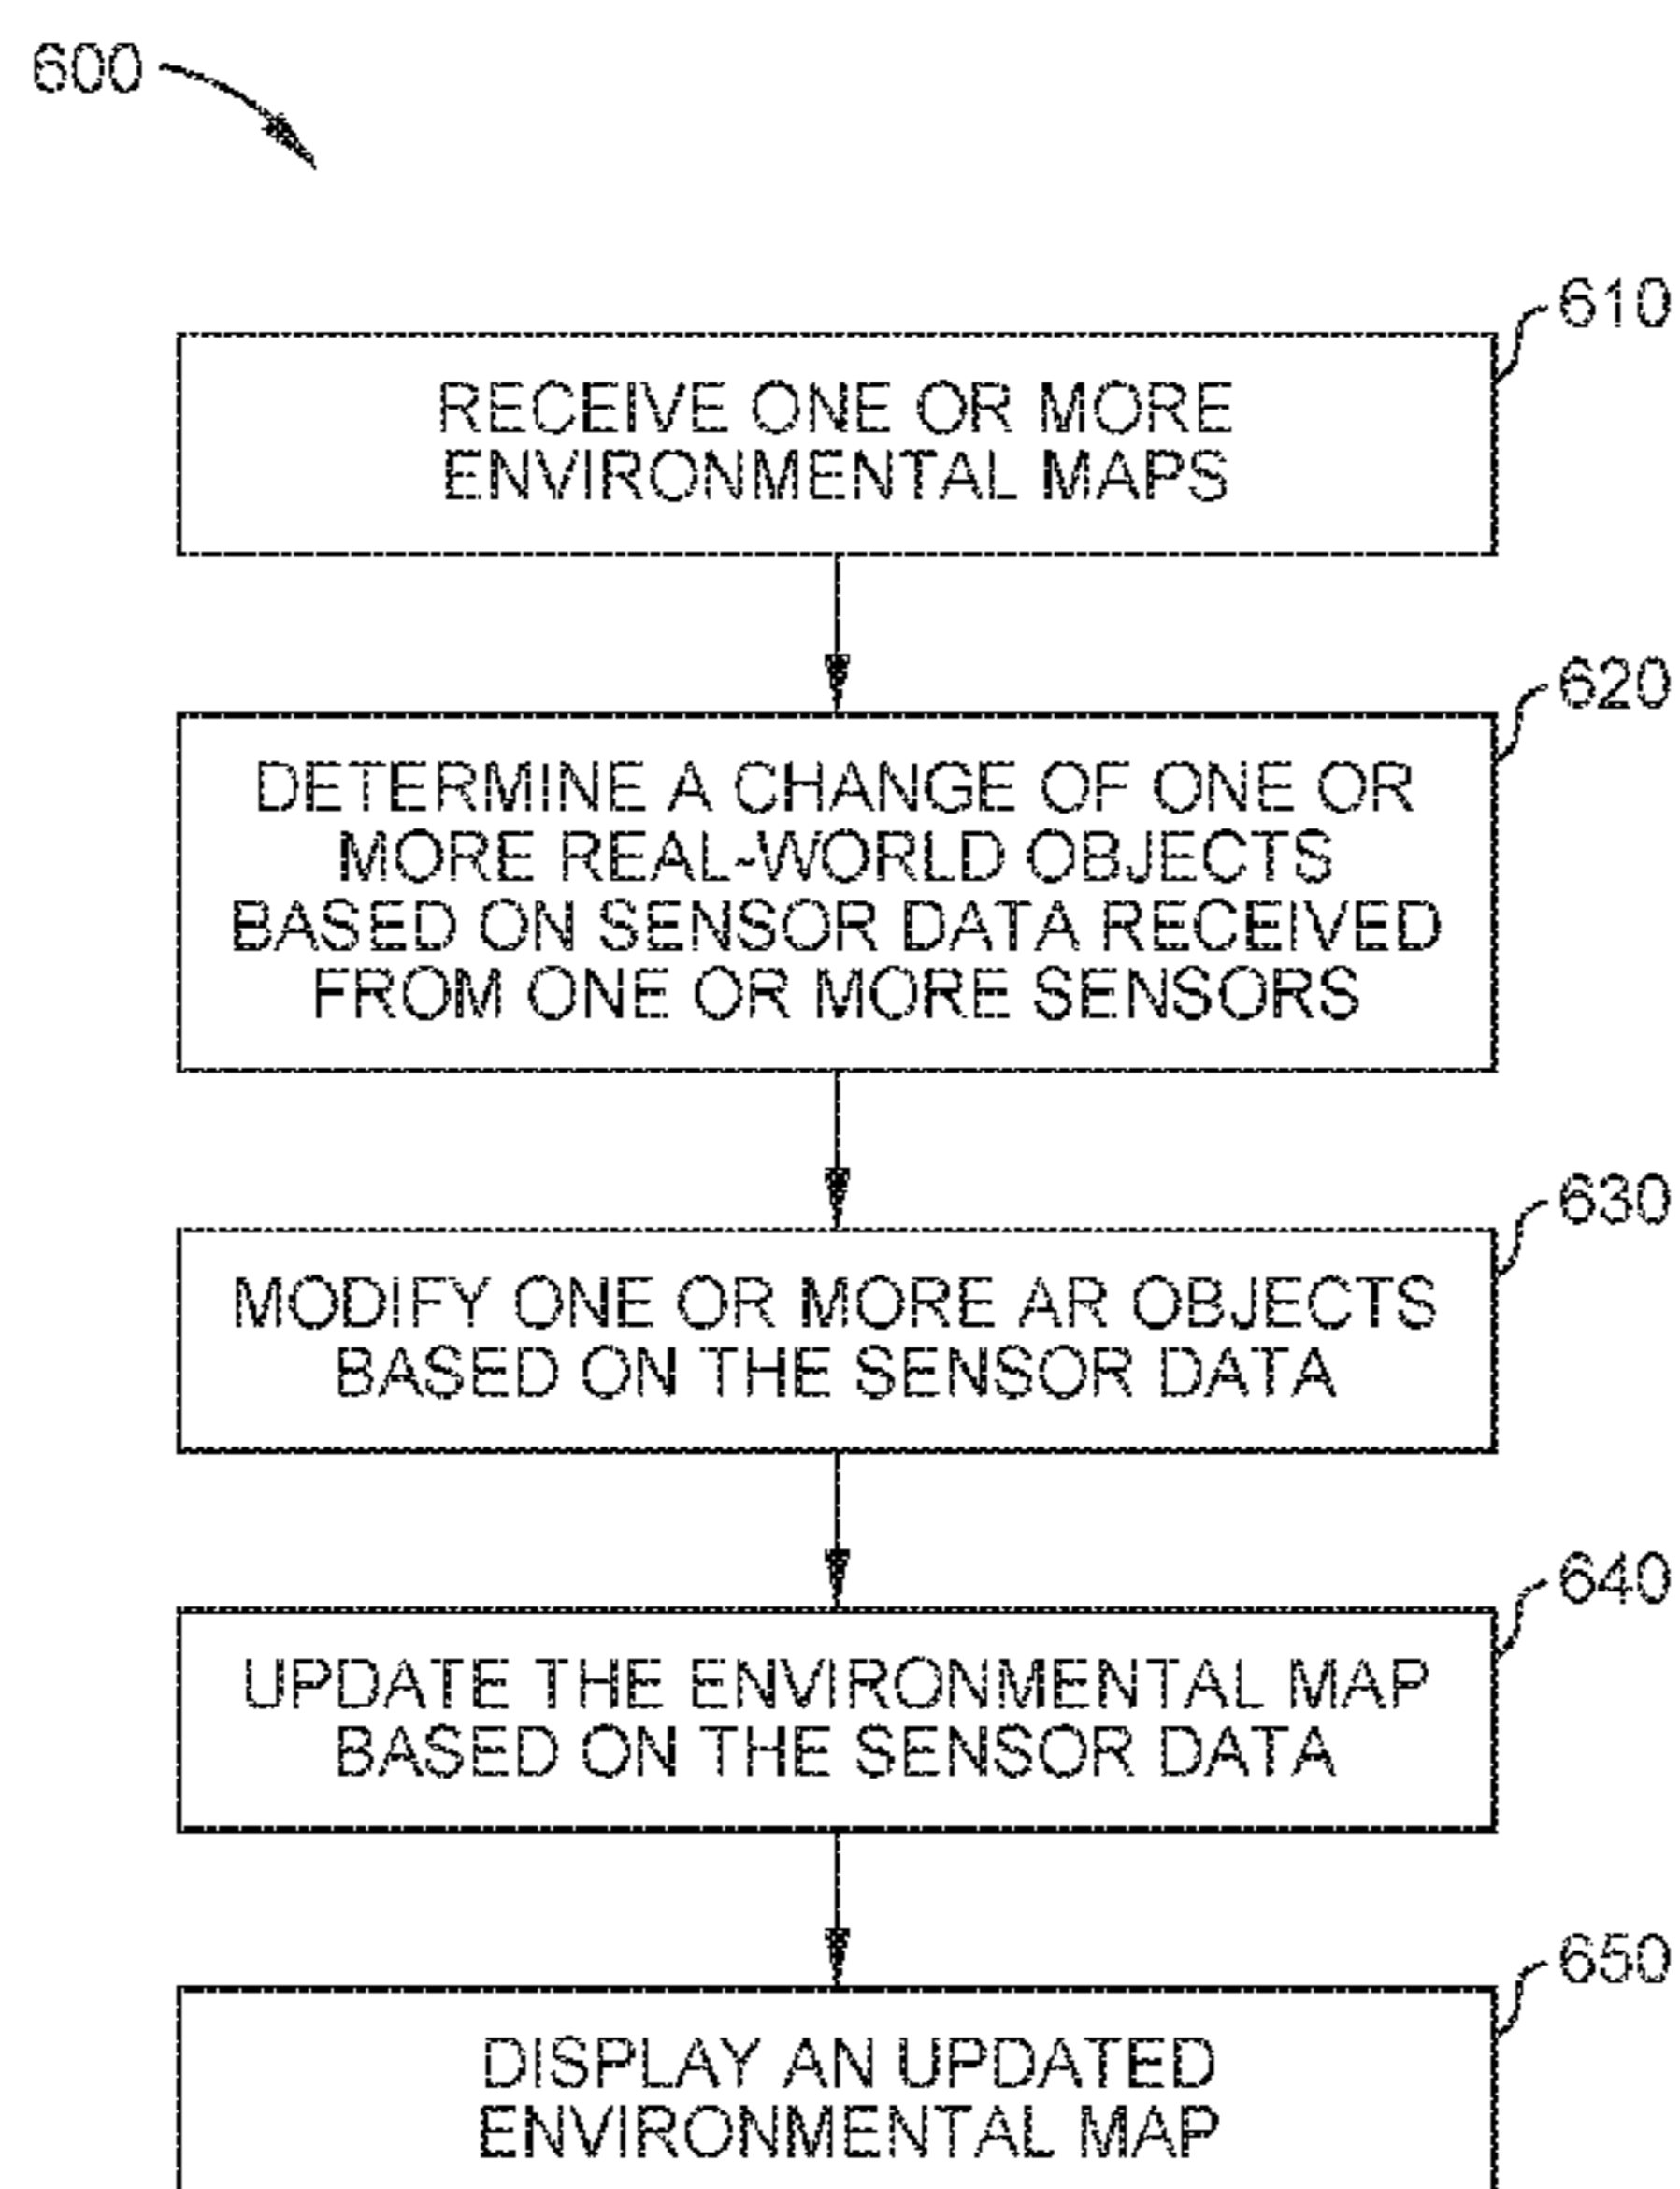 600
610
RECEIVE ONE OR MORE
ENVIRONMENTAL MAPS
620
DETERMINE A CHANGE OF ONE OR
MORE REAL-WORLD OBJECTS
BASED ON SENSOR DATA RECEIVED
FROM ONE OR MORE SENSORS
630
MODIFY ONE OR MORE AR OBJECTS
BASED ON THE SENSOR DATA
640
UPDATE THE ENVIRONMENTAL MAP
BASED ON THE SENSOR DATA
650
DISPLAY AN UPDATED
ENVIRONMENTAL MAP